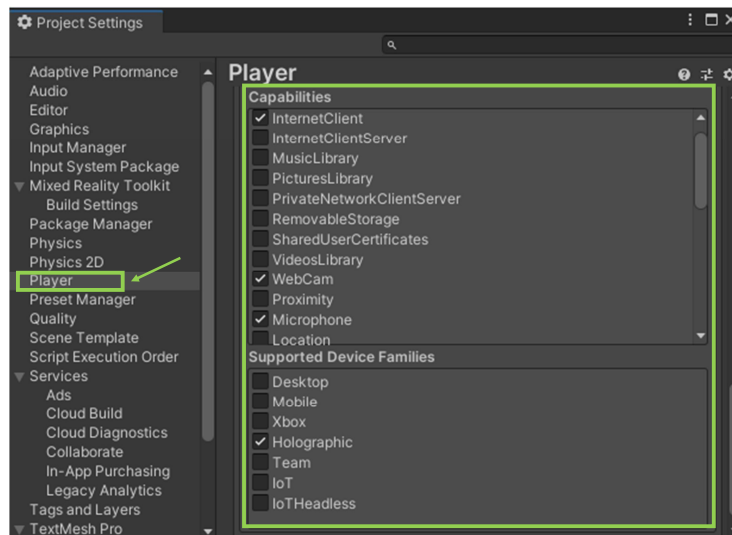 Project Settings
Adaptive Performance
Audio
Editor
Graphics
Input Manager
Input System Package
Mixed Reality Toolkit
Build Settings
Package Manager
Physics
Physics 2D
Player
Preset Manager
Quality
Scene Template
Script Execution Order
Services
Ads
Cloud Build
Cloud Diagnostics
Collaborate
In-App Purchasing
Legacy Analytics
Tags and Layers
TextMesh Pro
Player
Capabilities
InternetClient
InternetClientServer
MusicLibrary
PicturesLibrary
PrivateNetworkClientServer
RemovableStorage
SharedUserCertificates
VideosLibrary
WebCam
Proximity
Microphone
Location
Supported Device Families
Desktop
Mobile
Xbox
Holographic
Team
IoT
IoTHeadless